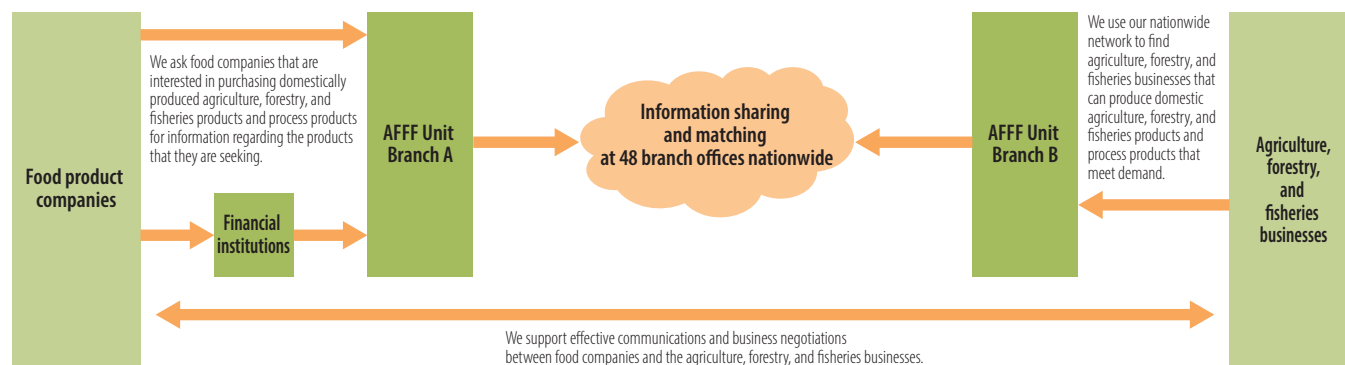 Food product
companies
We ask food companies that are
interested in purchasing domestically
produced agriculture, forestry, and
fisheries products and process products
for information regarding the products
that they are seeking.
Financial
institutions
AFFF Unit
Branch A
Information sharing
and matching
at 48 branch offices nationwide
AFFF Unit
Branch B
We use our nationwide
network to find
agriculture, forestry, and
fisheries businesses that
can produce domestic
agriculture, forestry, and
fisheries products and
process products that
meet demand.
Agriculture,
forestry,
and
fisheries
businesses
We support effective communications and business negotiations
between food companies and the agriculture, forestry, and fisheries businesses.